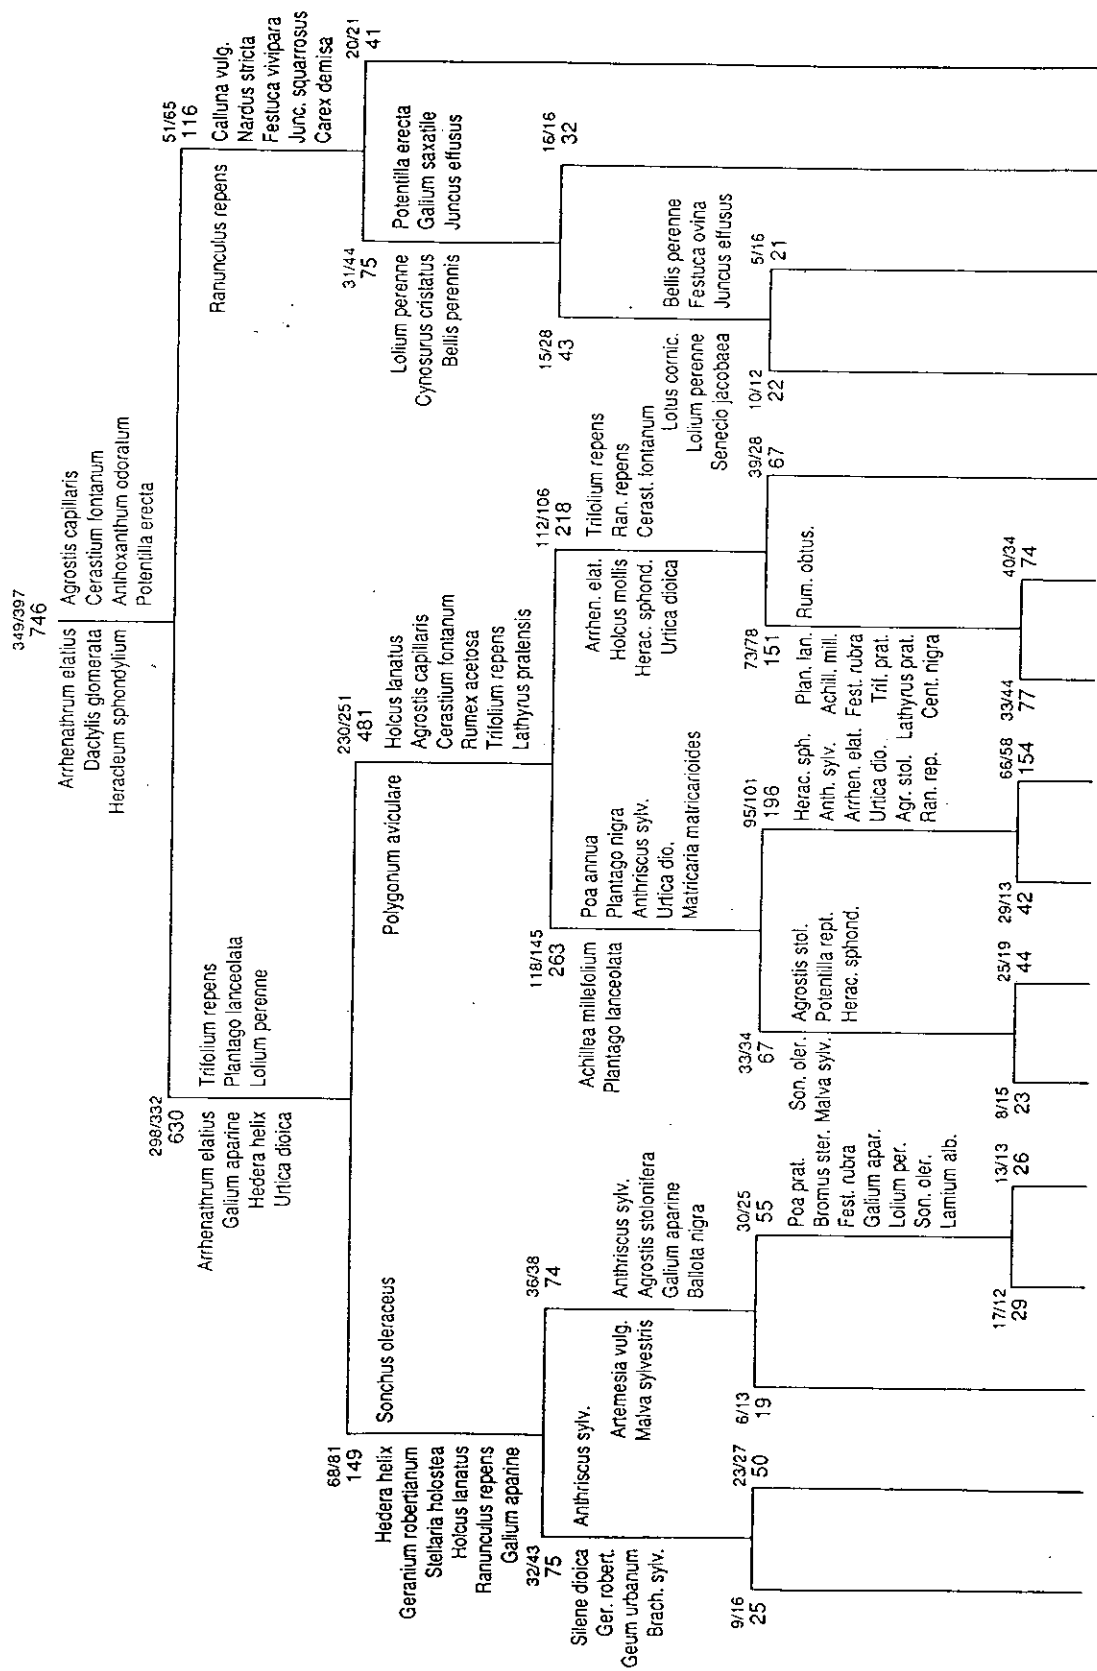 349/397
746
Arrhenathrum elatius
Dactylis glomerata
Heracleum sphondylium
Agrostis capillaris
Cerastium fontanum
Anthoxanthum odoratum
Potentilla erecta
298/332
630
51/65
116
Arrhenathrum elatius
Galium aparine
Hedera helix
Urtica dioica
Trifolium repens
Plantago lanceolata
Lolium perenne
Ranunculus repens
Calluna vulg.
Nardus stricta
Festuca vivipara
Junc. squarrosus
Carex demisa
68/81
149
230/251
481
31/44
75
20/21
41
Hedera helix
Geranium robertianum
Stellaria holostea
Holcus lanatus
Ranunculus repens
Galium aparine
Sonchus oleraceus
Polygonum aviculare
Holcus lanatus
Agrostis capillaris
Cerastium fontanum
Rumex acetosa
Trifolium repens
Lathyrus pratensis
Lolium perenne
Cynosurus cristatus
Bellis perennis
Potentilla erecta
Galium saxatile
Juncus effusus
32/43
75
36/38
74
118/145
263
112/106
218
15/28
43
16/16
32
Silene dioica
Ger. robert.
Geum urbanum
Brach. sylv.
Anthriscus sylv.
Artemesia vulg.
Malva sylvestris
Anthriscus sylv.
Agrostis stolonifera
Galium aparine
Ballota nigra
Achillea millefolium
Plantago lanceolata
Poa annua
Plantago nigra
Anthriscus sylv.
Urtica dio.
Matricaria matricarioides
Arrhen. elat.
Holcus mollis
Herac. sphond.
Urtica dioica
Trifolium repens
Ran. repens
Cerast. fontanum
Lotus cornic.
Lolium perenne
Senecio jacobaea
Bellis perenne
Festuca ovina
Juncus effusus
9/16
25
23/27
50
6/13
19
30/25
55
33/34
67
95/101
196
73/78
151
39/28
67
10/12
22
5/16
21
Poa prat.
Bromus ster.
Fest. rubra
Galium apar.
Lolium per.
Son. oler.
Lamium alb.
Son. oler.
Malva sylv.
Agrostis stol.
Potentilla rept.
Herac. sphond.
Herac. sph.
Anth. sylv.
Arrhen. elat.
Urtica dio.
Agr. stol.
Ran. rep.
Plan. lan.
Achill. mill.
Fest. rubra
Trif. prat.
Lathyrus prat.
Cent. nigra
Rum. obtus.
17/12
29
13/13
26
8/15
23
25/19
44
29/13
42
66/58
154
33/44
77
40/34
74